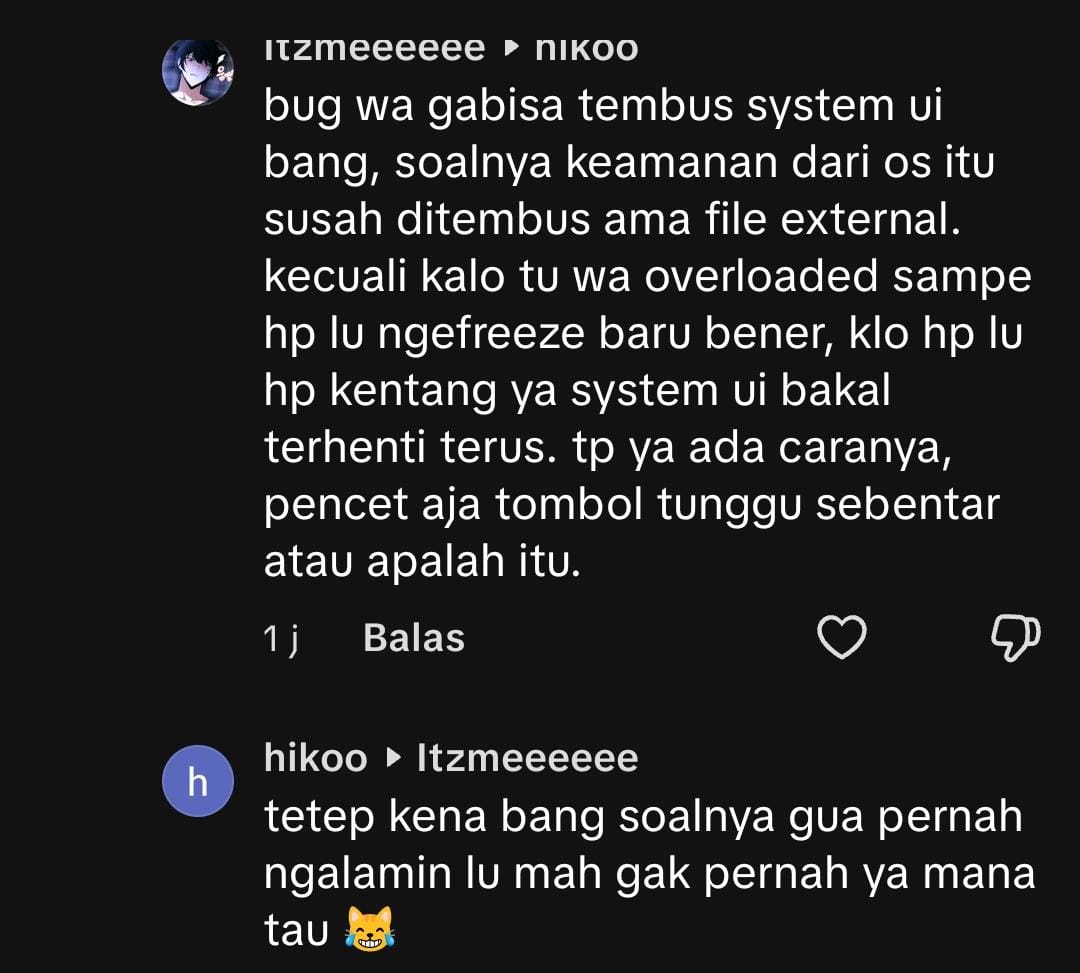 Itzmeeeeee ▸ hikoo
bug wa gabisa tembus system ui
bang, soalnya keamanan dari os itu
susah ditembus ama file external.
kecuali kalo tu wa overloaded sampe
hp lu ngefreeze baru bener, klo hp lu
hp kentang ya system ui bakal
terhenti terus. tp ya ada caranya,
pencet aja tombol tunggu sebentar
atau apalah itu.
1 j Balas
h
hikoo ▸ Itzmeeeeee
tetep kena bang soalnya gua pernah
ngalamin lu mah gak pernah ya mana
tau 😹